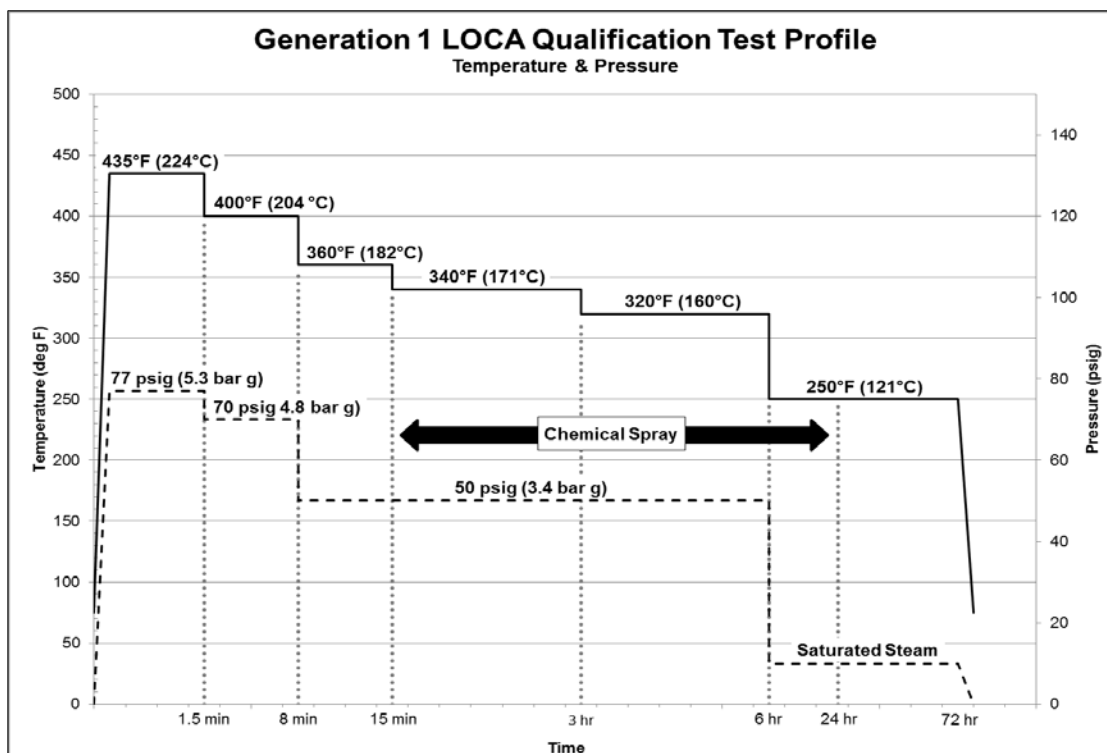 Generation 1 LOCA Qualification Test Profile
Temperature & Pressure
500
450
400
350
300
250
200
150
100
50
0
Temperature (deg F)
140
120
100
80
60
40
20
0
Pressure (psig)
435°F (224°C)
400°F (204 °C)
360°F (182°C)
340°F (171°C)
320°F (160°C)
250°F (121°C)
77 psig (5.3 bar g)
70 psig 4.8 bar g)
Chemical Spray
50 psig (3.4 bar g)
Saturated Steam
1.5 min 8 min 15 min 3 hr 6 hr 24 hr 72 hr
Time